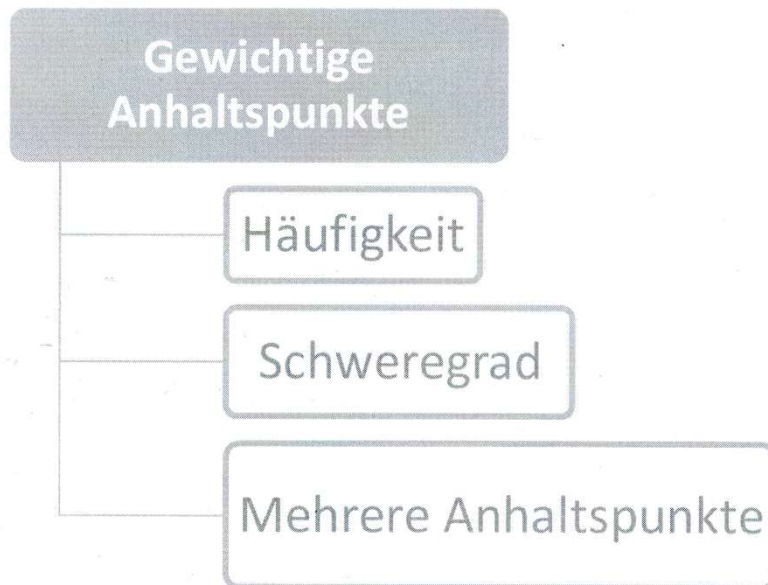 Gewichtige
Anhaltspunkte
Häufigkeit
Schweregrad
Mehrere Anhaltspunkte